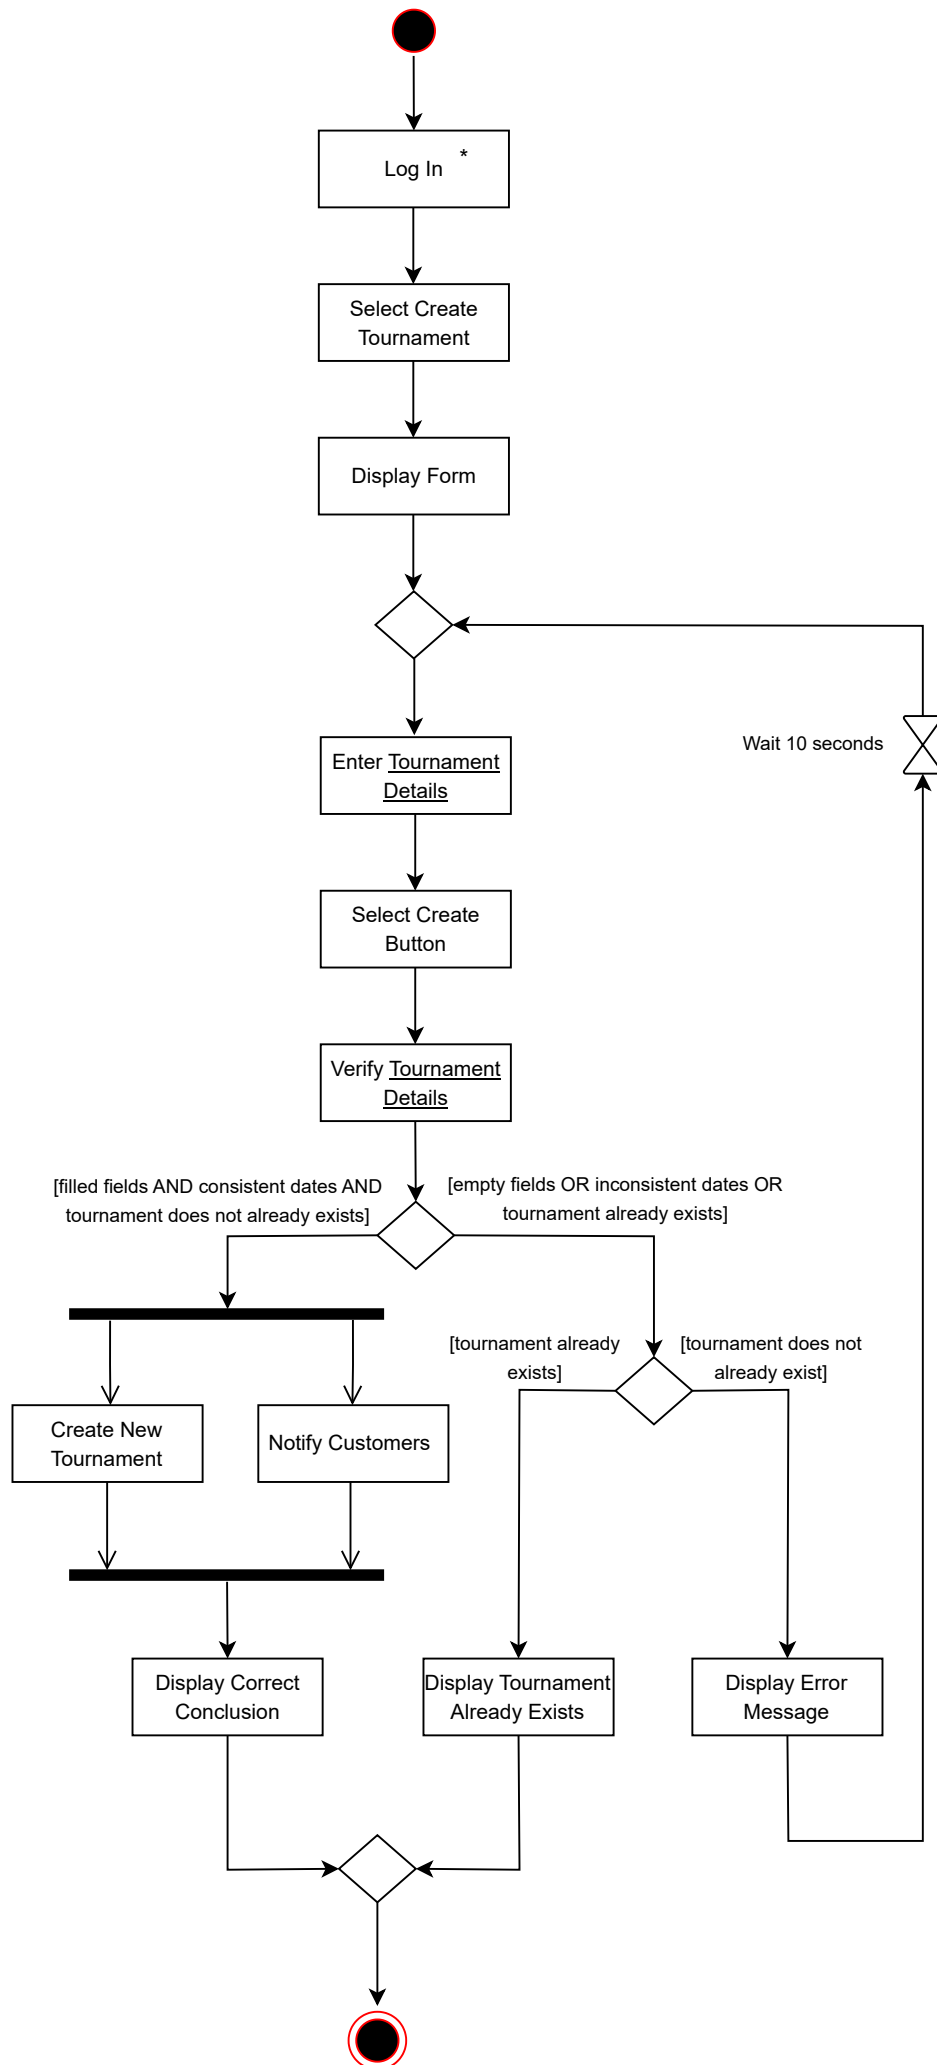 Log In *
Select Create
Tournament
Display Form
Wait 10 seconds
Enter Tournament
Details
Select Create
Button
Verify Tournament
Details
[filled fields AND consistent dates AND
tournament does not already exists]
[empty fields OR inconsistent dates OR
tournament already exists]
[tournament already
exists]
[tournament does not
already exist]
Create New
Tournament
Notify Customers
Display Correct
Conclusion
Display Tournament
Already Exists
Display Error
Message